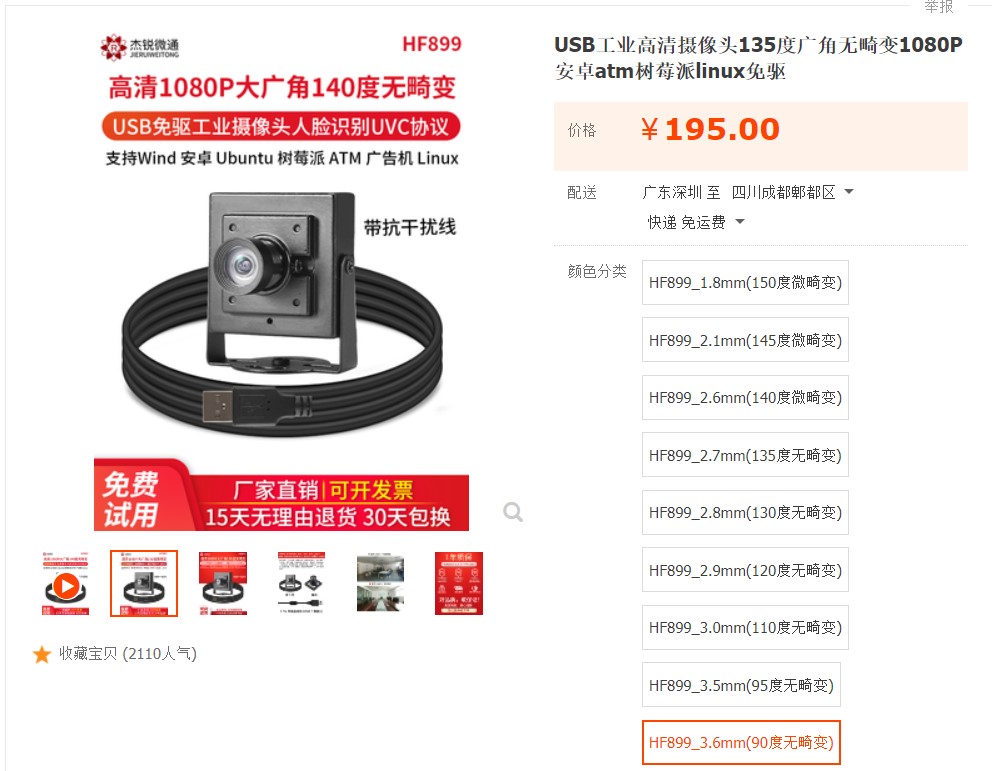 举报
杰锐微通
JIERUIWEITONG
HF899
高清1080P大广角140度无畸变
USB免驱工业摄像头人脸识别UVC协议
支持Wind 安卓 Ubuntu 树莓派 ATM 广告机 Linux
带抗干扰线
免费
试用
厂家直销|可开发票
15天无理由退货 30天包换
收藏宝贝 (2110人气)
USB工业高清摄像头135度广角无畸变1080P
安卓atm树莓派linux免驱
价格 ¥195.00
配送 广东深圳 至 四川成都郫都区
快递 免运费
颜色分类
HF899_1.8mm(150度微畸变)
HF899_2.1mm(145度微畸变)
HF899_2.6mm(140度微畸变)
HF899_2.7mm(135度无畸变)
HF899_2.8mm(130度无畸变)
HF899_2.9mm(120度无畸变)
HF899_3.0mm(110度无畸变)
HF899_3.5mm(95度无畸变)
HF899_3.6mm(90度无畸变)